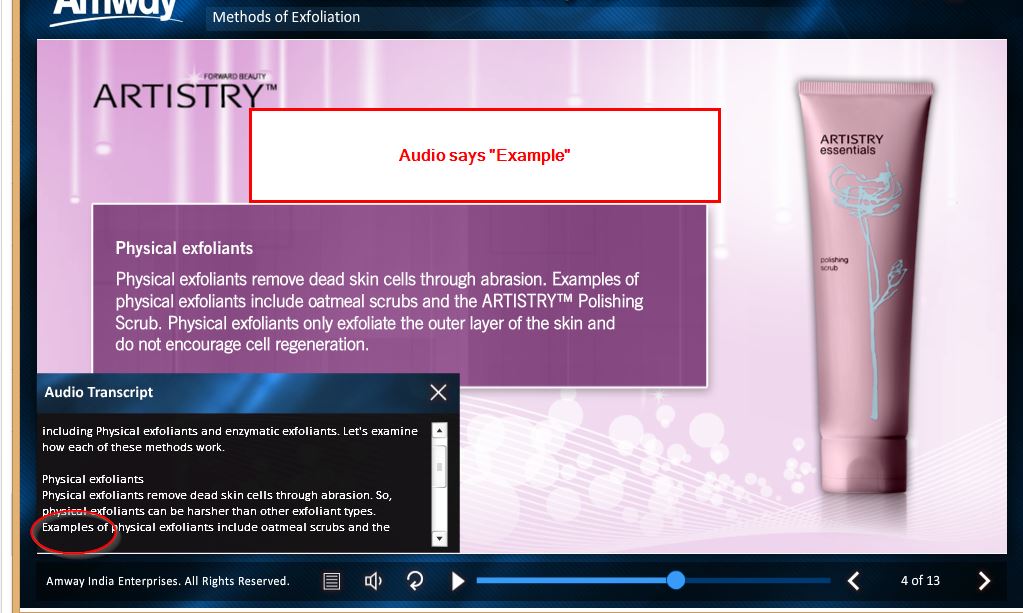 Amway
Methods of Exfoliation
FORWARD BEAUTY
ARTISTRY™
Audio says "Example"
ARTISTRY
essentials
polishing
scrub
Physical exfoliants
Physical exfoliants remove dead skin cells through abrasion. Examples of
physical exfoliants include oatmeal scrubs and the ARTISTRY™ Polishing
Scrub. Physical exfoliants only exfoliate the outer layer of the skin and
do not encourage cell regeneration.
Audio Transcript
including Physical exfoliants and enzymatic exfoliants. Let's examine
how each of these methods work.
Physical exfoliants
Physical exfoliants remove dead skin cells through abrasion. So,
physical exfoliants can be harsher than other exfoliant types.
Examples of physical exfoliants include oatmeal scrubs and the
Amway India Enterprises. All Rights Reserved.
4 of 13